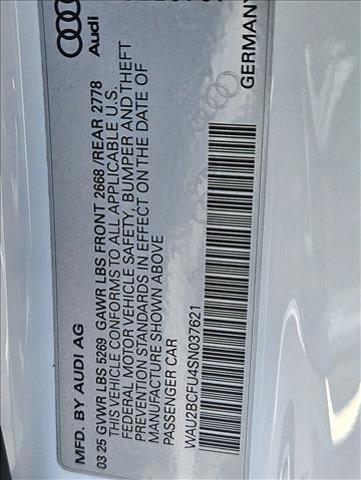 Audi
MFD. BY AUDI AG
03 25 GVWR LBS 5269 GAWR LBS FRONT 2668 /REAR 2778
THIS VEHICLE CONFORMS TO ALL APPLICABLE U.S.
FEDERAL MOTOR VEHICLE SAFETY, BUMPER AND THEFT
PREVENTION STANDARDS IN EFFECT ON THE DATE OF
MANUFACTURE SHOWN ABOVE
PASSENGER CAR
WAU2BCFU4SN037621
GERMANY